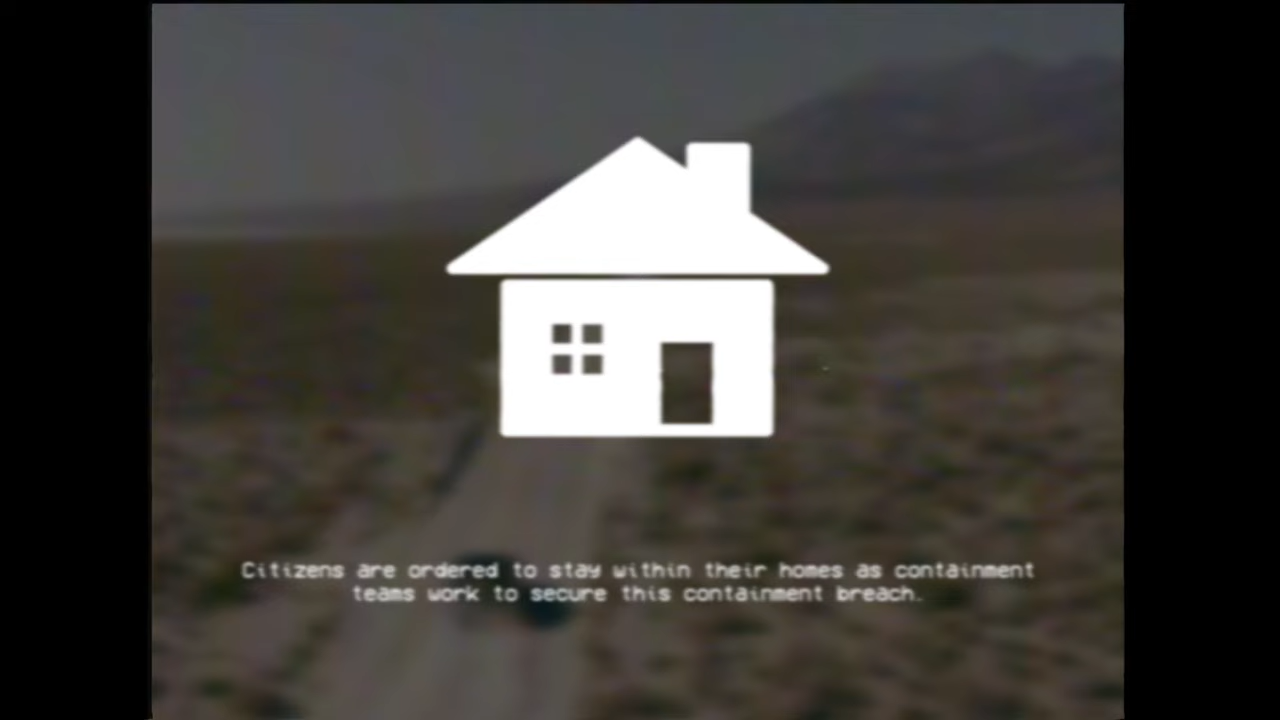 Citizens are ordered to stay within their homes as containment
teams work to secure this containment breach.